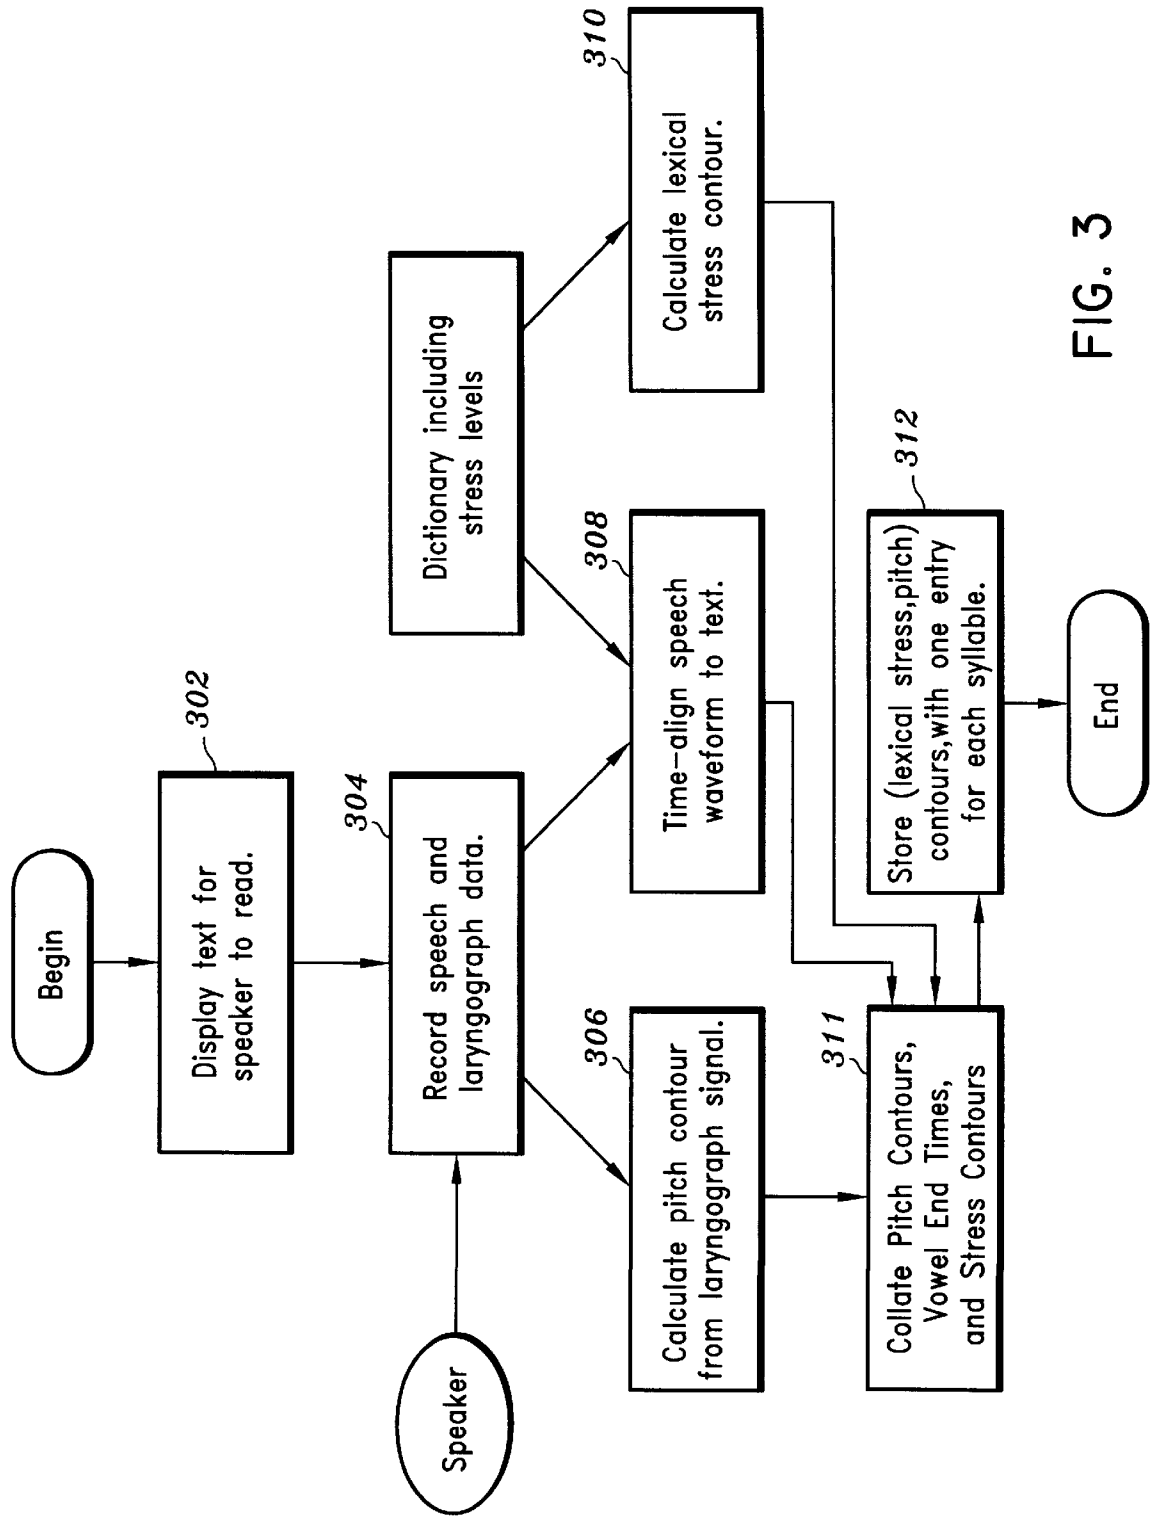 Begin
302
Display text for
speaker to read.
304
Speaker
Record speech and
laryngograph data.
Dictionary including
stress levels
306
Calculate pitch contour
from laryngograph signal.
308
Time-align speech
waveform to text.
310
Calculate lexical
stress contour.
311
Collate Pitch Contours,
Vowel End Times,
and Stress Contours
312
Store (lexical stress,pitch)
contours,with one entry
for each syllable.
End
FIG. 3